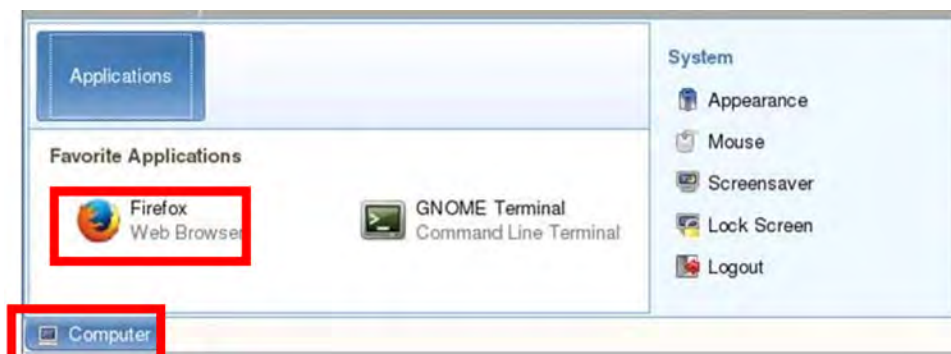 Applications
Favorite Applications
Firefox
Web Browser
GNOME Terminal
Command Line Terminal
System
Appearance
Mouse
Screensaver
Lock Screen
Logout
Computer